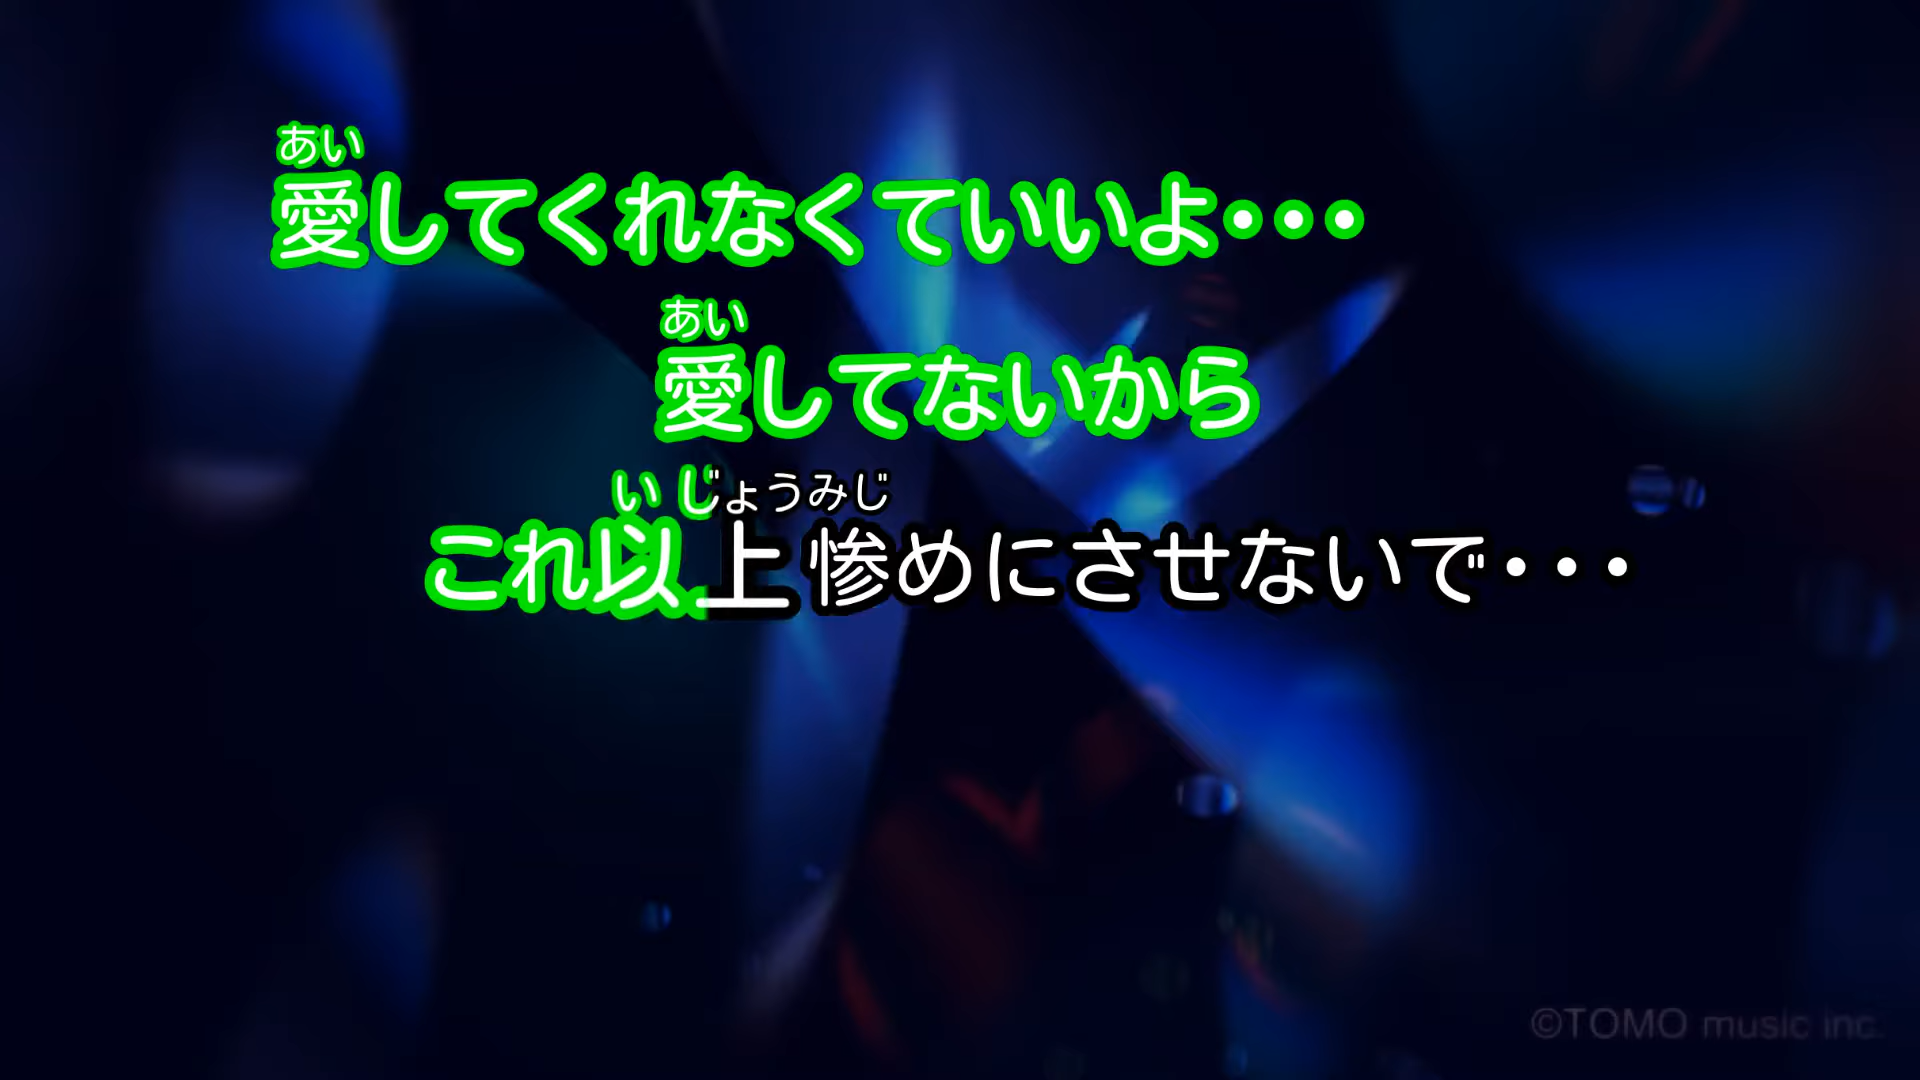 あい
愛してくれなくていいよ・・・
あい
愛してないから
い じょうみじ
これ以上惨めにさせないで・・・
©TOMO music inc.